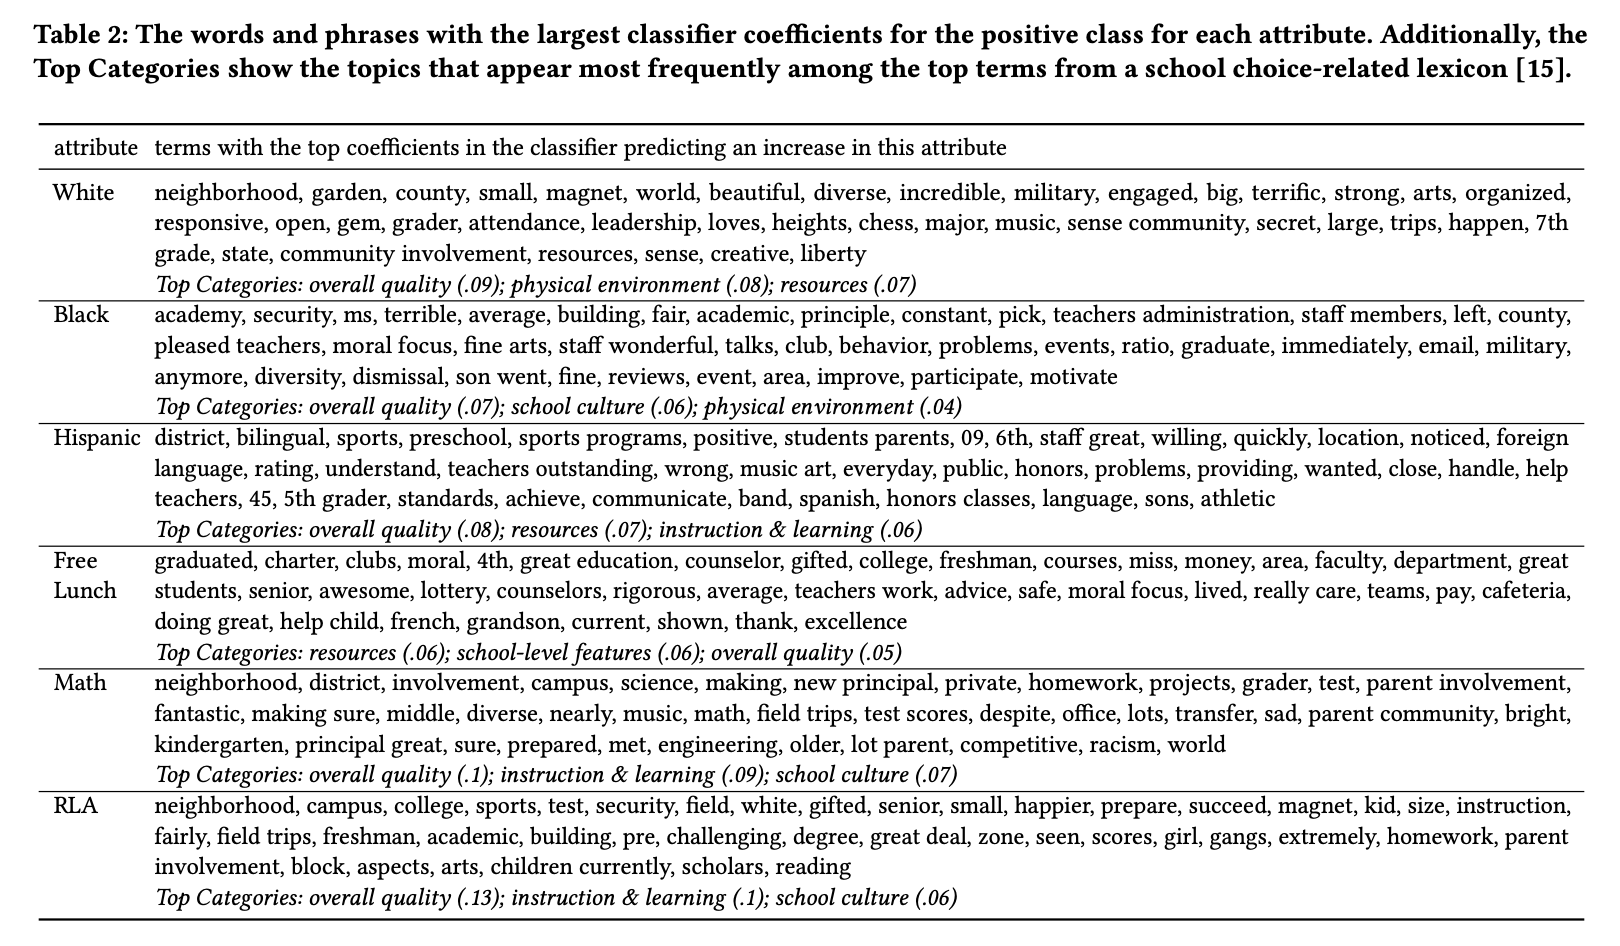 Table 2: The words and phrases with the largest classifier coefficients for the positive class for each attribute. Additionally, the
Top Categories show the topics that appear most frequently among the top terms from a school choice-related lexicon [15].
attribute terms with the top coefficients in the classifier predicting an increase in this attribute
White neighborhood, garden, county, small, magnet, world, beautiful, diverse, incredible, military, engaged, big, terrific, strong, arts, organized,
responsive, open, gem, grader, attendance, leadership, loves, heights, chess, major, music, sense community, secret, large, trips, happen, 7th
grade, state, community involvement, resources, sense, creative, liberty
Top Categories: overall quality (.09); physical environment (.08); resources (.07)
Black academy, security, ms, terrible, average, building, fair, academic, principle, constant, pick, teachers administration, staff members, left, county,
pleased teachers, moral focus, fine arts, staff wonderful, talks, club, behavior, problems, events, ratio, graduate, immediately, email, military,
anymore, diversity, dismissal, son went, fine, reviews, event, area, improve, participate, motivate
Top Categories: overall quality (.07); school culture (.06); physical environment (.04)
Hispanic district, bilingual, sports, preschool, sports programs, positive, students parents, 09, 6th, staff great, willing, quickly, location, noticed, foreign
language, rating, understand, teachers outstanding, wrong, music art, everyday, public, honors, problems, providing, wanted, close, handle, help
teachers, 45, 5th grader, standards, achieve, communicate, band, spanish, honors classes, language, sons, athletic
Top Categories: overall quality (.08); resources (.07); instruction & learning (.06)
Free graduated, charter, clubs, moral, 4th, great education, counselor, gifted, college, freshman, courses, miss, money, area, faculty, department, great
Lunch students, senior, awesome, lottery, counselors, rigorous, average, teachers work, advice, safe, moral focus, lived, really care, teams, pay, cafeteria,
doing great, help child, french, grandson, current, shown, thank, excellence
Top Categories: resources (.06); school-level features (.06); overall quality (.05)
Math neighborhood, district, involvement, campus, science, making, new principal, private, homework, projects, grader, test, parent involvement,
fantastic, making sure, middle, diverse, nearly, music, math, field trips, test scores, despite, office, lots, transfer, sad, parent community, bright,
kindergarten, principal great, sure, prepared, met, engineering, older, lot parent, competitive, racism, world
Top Categories: overall quality (.1); instruction & learning (.09); school culture (.07)
RLA neighborhood, campus, college, sports, test, security, field, white, gifted, senior, small, happier, prepare, succeed, magnet, kid, size, instruction,
fairly, field trips, freshman, academic, building, pre, challenging, degree, great deal, zone, seen, scores, girl, gangs, extremely, homework, parent
involvement, block, aspects, arts, children currently, scholars, reading
Top Categories: overall quality (.13); instruction & learning (.1); school culture (.06)